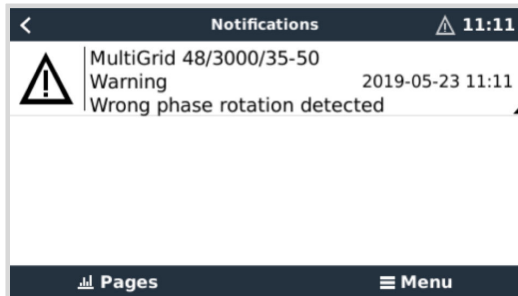 Notifications 11:11
MultiGrid 48/3000/35-50
Warning 2019-05-23 11:11
Wrong phase rotation detected
Pages Menu